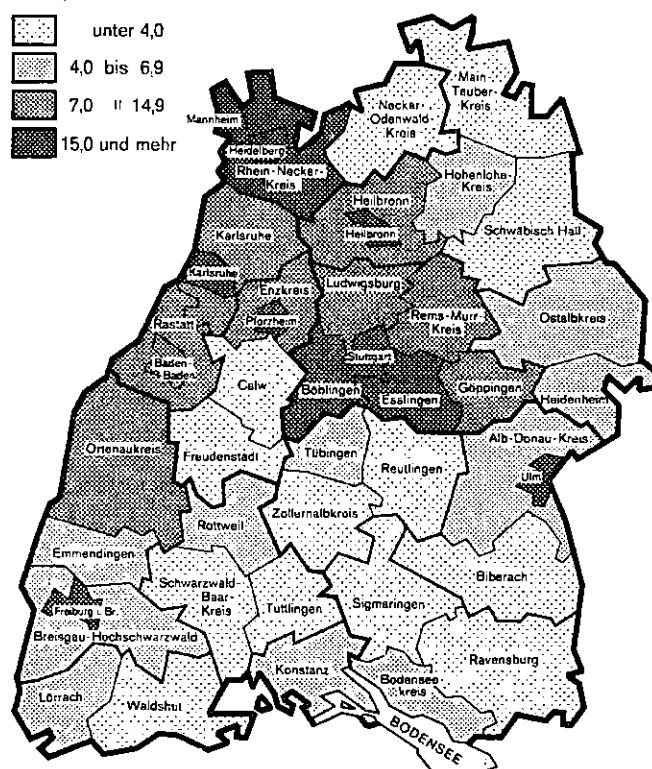 unter 4,0
4,0 bis 6,9
7,0 " 14,9
15,0 und mehr
Main
Tauber-
Kreis
Neckar-
Odenwald-
Kreis
Mannheim
Heidelberg
Rhein-Neckar-
Kreis
Hohenlohe-
Kreis
Heilbronn
Heilbronn
Schwäbisch Hall
Karlsruhe
Karlsruhe
Enzkreis
Ludwigsburg
Rems-Murr-
Kreis
Ostalbkreis
Pforzheim
Rastatt
Baden-
Baden
Calw
Stuttgart
Böblingen
Esslingen
Göppingen
Heidenheim
Ortenaukreis
Freudenstadt
Tübingen
Reutlingen
Alb-Donau-Kreis
Ulm
Rottweil
Zollernalbkreis
Emmendingen
Schwarzwald
Baar-
Kreis
Tuttlingen
Sigmaringen
Biberach
Freiburg i. Br.
Breisgau-Hochschwarzwald
Konstanz
Bodensee
kreis
Ravensburg
Lörrach
Waldshut
BODENSEE